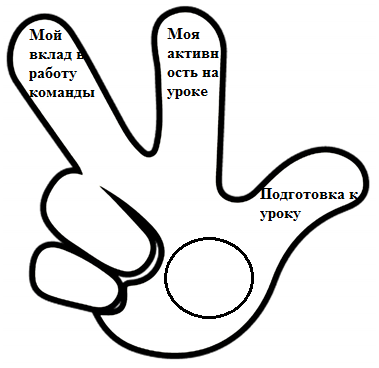 Мой
вклад в
работу
команды
Моя
активн
ость на
уроке
Подготовка к
уроку